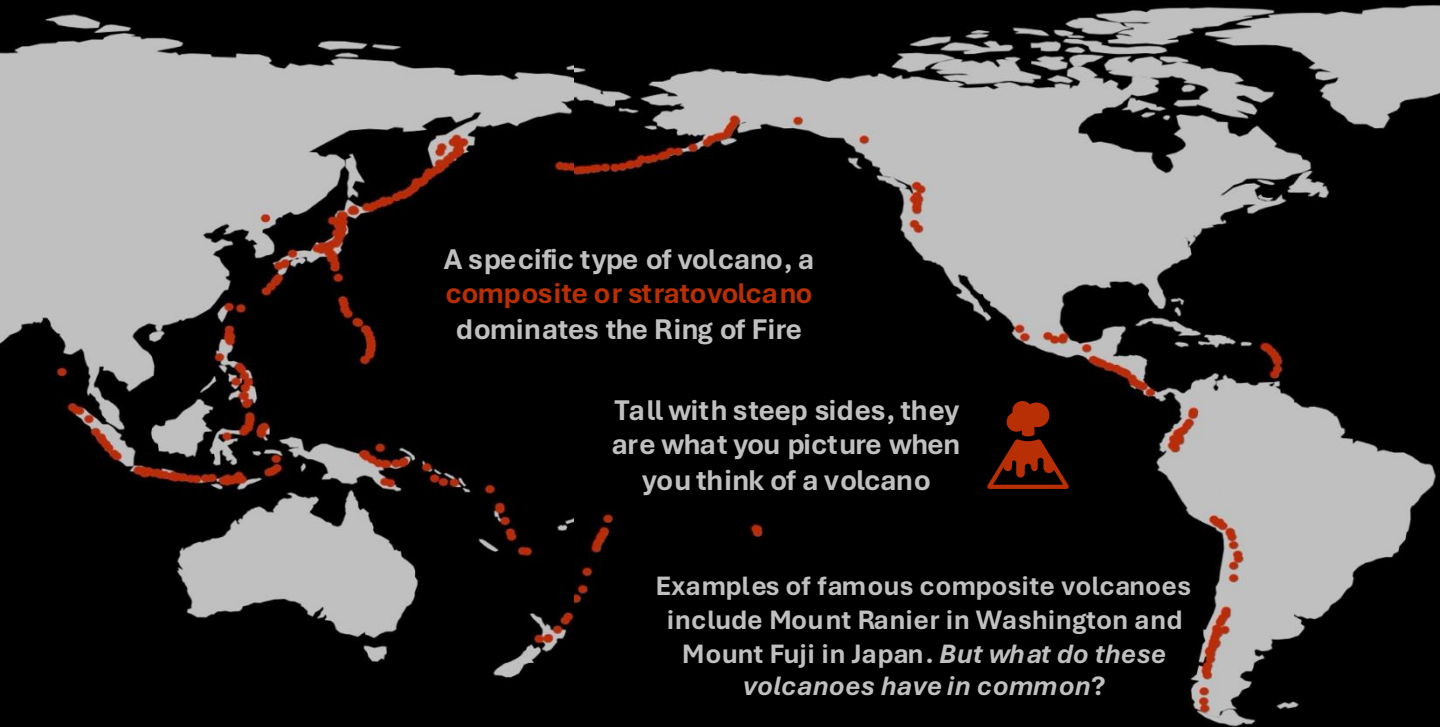 A specific type of volcano, a
composite or stratovolcano
dominates the Ring of Fire
Tall with steep sides, they
are what you picture when
you think of a volcano
Examples of famous composite volcanoes
include Mount Ranier in Washington and
Mount Fuji in Japan. But what do these
volcanoes have in common?